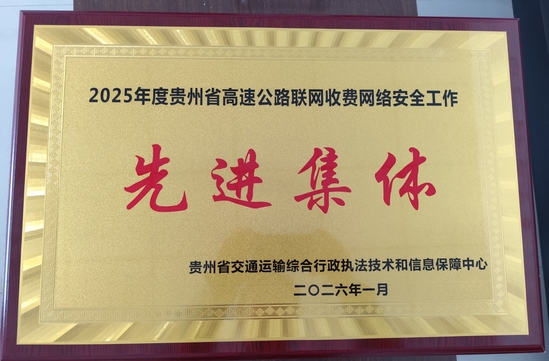 2025年度贵州省高速公路联网收费网络安全工作
先进集体
贵州省交通运输综合行政执法技术和信息保障中心
二〇二六年一月